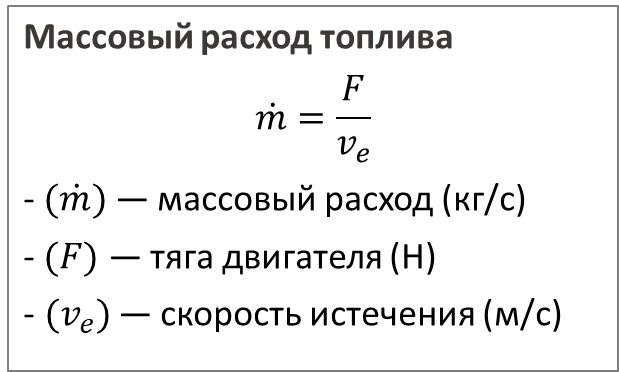 Массовый расход топлива
ṁ = F / vₑ
- (ṁ) — массовый расход (кг/с)
- (F) — тяга двигателя (Н)
- (vₑ) — скорость истечения (м/с)